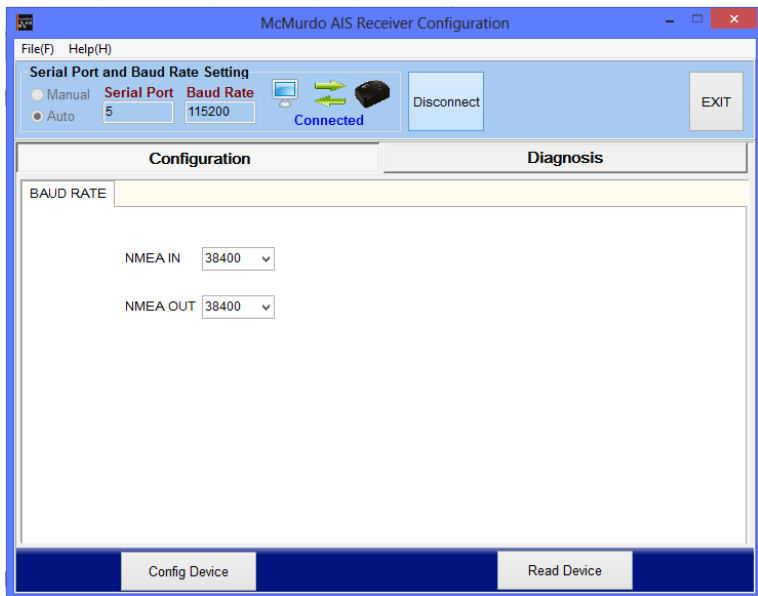 McMurdo AIS Receiver Configuration
File(F) Help(H)
Serial Port and Baud Rate Setting
Manual Serial Port Baud Rate
Auto 5 115200
Connected
Disconnect
EXIT
Configuration Diagnosis
BAUD RATE
NMEA IN 38400
NMEA OUT 38400
Config Device Read Device